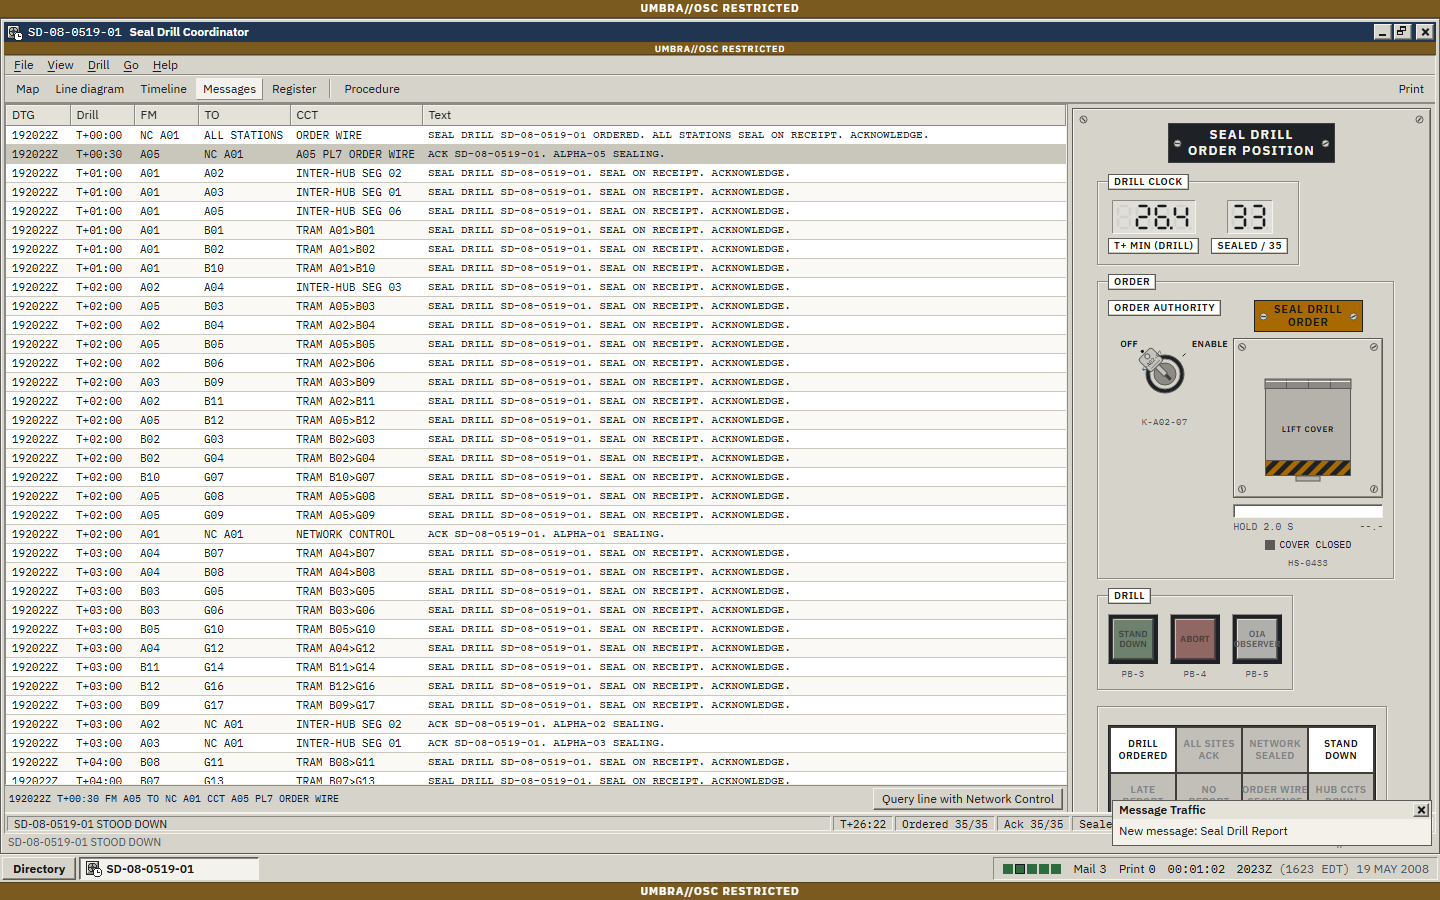 UMBRA//OSC RESTRICTED
SD-08-0519-01 Seal Drill Coordinator
UMBRA//OSC RESTRICTED
File View Drill Go Help
Map Line diagram Timeline Messages Register Procedure Print
DTG Drill FM TO CCT Text
192022Z T+00:00 NC A01 ALL STATIONS ORDER WIRE SEAL DRILL SD-08-0519-01 ORDERED. ALL STATIONS SEAL ON RECEIPT. ACKNOWLEDGE.
192022Z T+00:30 A05 NC A01 A05 PL7 ORDER WIRE ACK SD-08-0519-01. ALPHA-05 SEALING.
192022Z T+01:00 A01 A02 INTER-HUB SEG 02 SEAL DRILL SD-08-0519-01. SEAL ON RECEIPT. ACKNOWLEDGE.
192022Z T+01:00 A01 A03 INTER-HUB SEG 01 SEAL DRILL SD-08-0519-01. SEAL ON RECEIPT. ACKNOWLEDGE.
192022Z T+01:00 A01 A05 INTER-HUB SEG 06 SEAL DRILL SD-08-0519-01. SEAL ON RECEIPT. ACKNOWLEDGE.
192022Z T+01:00 A01 B01 TRAM A01>B01 SEAL DRILL SD-08-0519-01. SEAL ON RECEIPT. ACKNOWLEDGE.
192022Z T+01:00 A01 B02 TRAM A01>B02 SEAL DRILL SD-08-0519-01. SEAL ON RECEIPT. ACKNOWLEDGE.
192022Z T+01:00 A01 B10 TRAM A01>B10 SEAL DRILL SD-08-0519-01. SEAL ON RECEIPT. ACKNOWLEDGE.
192022Z T+02:00 A02 A04 INTER-HUB SEG 03 SEAL DRILL SD-08-0519-01. SEAL ON RECEIPT. ACKNOWLEDGE.
192022Z T+02:00 A05 B03 TRAM A05>B03 SEAL DRILL SD-08-0519-01. SEAL ON RECEIPT. ACKNOWLEDGE.
192022Z T+02:00 A02 B04 TRAM A02>B04 SEAL DRILL SD-08-0519-01. SEAL ON RECEIPT. ACKNOWLEDGE.
192022Z T+02:00 A05 B05 TRAM A05>B05 SEAL DRILL SD-08-0519-01. SEAL ON RECEIPT. ACKNOWLEDGE.
192022Z T+02:00 A02 B06 TRAM A02>B06 SEAL DRILL SD-08-0519-01. SEAL ON RECEIPT. ACKNOWLEDGE.
192022Z T+02:00 A03 B09 TRAM A03>B09 SEAL DRILL SD-08-0519-01. SEAL ON RECEIPT. ACKNOWLEDGE.
192022Z T+02:00 A02 B11 TRAM A02>B11 SEAL DRILL SD-08-0519-01. SEAL ON RECEIPT. ACKNOWLEDGE.
192022Z T+02:00 A05 B12 TRAM A05>B12 SEAL DRILL SD-08-0519-01. SEAL ON RECEIPT. ACKNOWLEDGE.
192022Z T+02:00 B02 G03 TRAM B02>G03 SEAL DRILL SD-08-0519-01. SEAL ON RECEIPT. ACKNOWLEDGE.
192022Z T+02:00 B02 G04 TRAM B02>G04 SEAL DRILL SD-08-0519-01. SEAL ON RECEIPT. ACKNOWLEDGE.
192022Z T+02:00 B10 G07 TRAM B10>G07 SEAL DRILL SD-08-0519-01. SEAL ON RECEIPT. ACKNOWLEDGE.
192022Z T+02:00 A05 G08 TRAM A05>G08 SEAL DRILL SD-08-0519-01. SEAL ON RECEIPT. ACKNOWLEDGE.
192022Z T+02:00 A05 G09 TRAM A05>G09 SEAL DRILL SD-08-0519-01. SEAL ON RECEIPT. ACKNOWLEDGE.
192022Z T+02:00 A01 NC A01 NETWORK CONTROL ACK SD-08-0519-01. ALPHA-01 SEALING.
192022Z T+03:00 A04 B07 TRAM A04>B07 SEAL DRILL SD-08-0519-01. SEAL ON RECEIPT. ACKNOWLEDGE.
192022Z T+03:00 A04 B08 TRAM A04>B08 SEAL DRILL SD-08-0519-01. SEAL ON RECEIPT. ACKNOWLEDGE.
192022Z T+03:00 B03 G05 TRAM B03>G05 SEAL DRILL SD-08-0519-01. SEAL ON RECEIPT. ACKNOWLEDGE.
192022Z T+03:00 B03 G06 TRAM B03>G06 SEAL DRILL SD-08-0519-01. SEAL ON RECEIPT. ACKNOWLEDGE.
192022Z T+03:00 B05 G10 TRAM B05>G10 SEAL DRILL SD-08-0519-01. SEAL ON RECEIPT. ACKNOWLEDGE.
192022Z T+03:00 A04 G12 TRAM A04>G12 SEAL DRILL SD-08-0519-01. SEAL ON RECEIPT. ACKNOWLEDGE.
192022Z T+03:00 B11 G14 TRAM B11>G14 SEAL DRILL SD-08-0519-01. SEAL ON RECEIPT. ACKNOWLEDGE.
192022Z T+03:00 B12 G16 TRAM B12>G16 SEAL DRILL SD-08-0519-01. SEAL ON RECEIPT. ACKNOWLEDGE.
192022Z T+03:00 B09 G17 TRAM B09>G17 SEAL DRILL SD-08-0519-01. SEAL ON RECEIPT. ACKNOWLEDGE.
192022Z T+03:00 A02 NC A01 INTER-HUB SEG 02 ACK SD-08-0519-01. ALPHA-02 SEALING.
192022Z T+03:00 A03 NC A01 INTER-HUB SEG 01 ACK SD-08-0519-01. ALPHA-03 SEALING.
192022Z T+04:00 B08 G11 TRAM B08>G11 SEAL DRILL SD-08-0519-01. SEAL ON RECEIPT. ACKNOWLEDGE.
192022Z T+04:00 B07 G13 TRAM B07>G13 SEAL DRILL SD-08-0519-01. SEAL ON RECEIPT. ACKNOWLEDGE.
192022Z T+00:30 FM A05 TO NC A01 CCT A05 PL7 ORDER WIRE
Query line with Network Control
SEAL DRILL
ORDER POSITION
DRILL CLOCK
26.4 33
T+ MIN (DRILL) SEALED / 35
ORDER
ORDER AUTHORITY
SEAL DRILL
ORDER
OFF ENABLE
K-A02-07
LIFT COVER
HOLD 2.0 S --.-
COVER CLOSED
HS-0433
DRILL
STAND
DOWN
ABORT
OIA
OBSERVER
PB-3 PB-4 PB-5
DRILL
ORDERED
ALL SITES
ACK
NETWORK
SEALED
STAND
DOWN
LATE
NO
ORDER WIRE
HUB CCTS
Message Traffic
New message: Seal Drill Report
SD-08-0519-01 STOOD DOWN T+26:22 Ordered 35/35 Ack 35/35 Seale
SD-08-0519-01 STOOD DOWN
Directory SD-08-0519-01 Mail 3 Print 0 00:01:02 2023Z (1623 EDT) 19 MAY 2008
UMBRA//OSC RESTRICTED